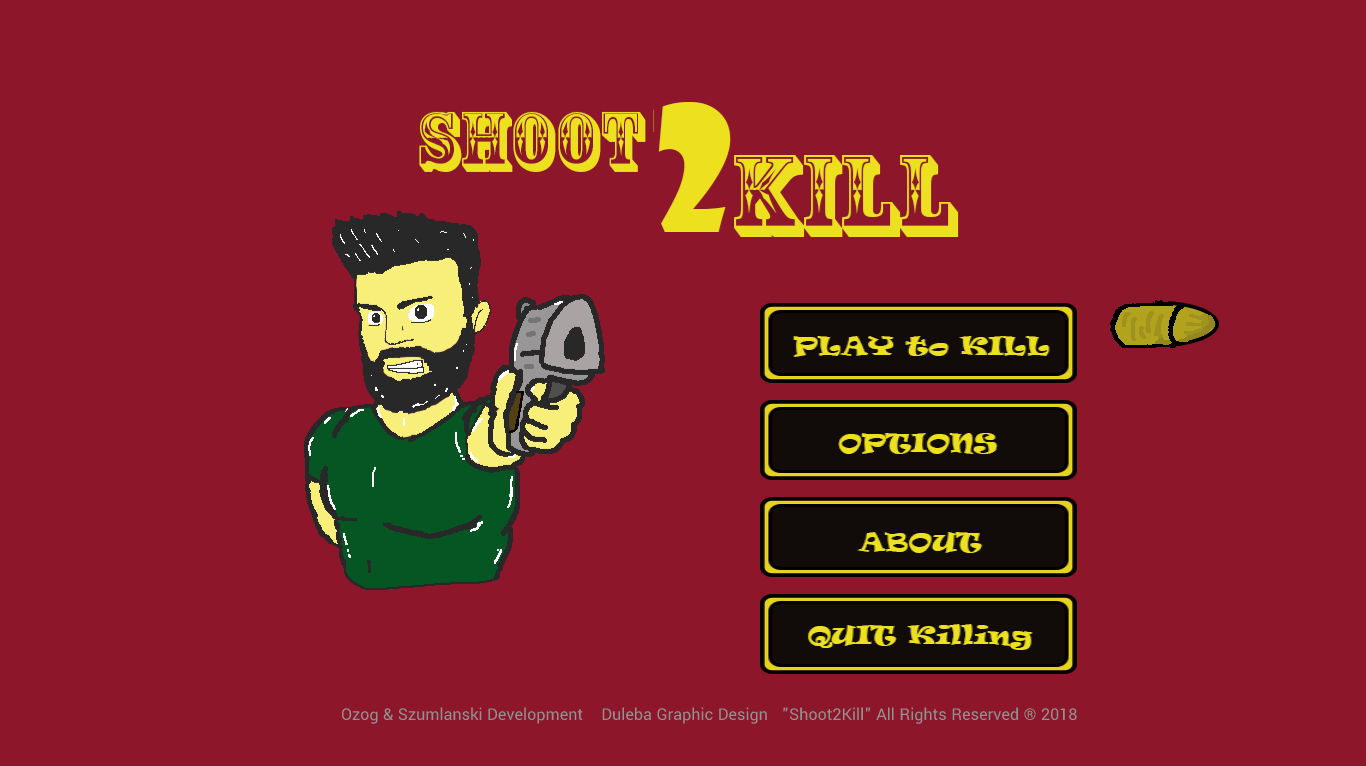 SHOOT 2 KILL
PLAY to KILL
OPTIONS
ABOUT
QUIT Killing
Ozog & Szumlanski Development Duleba Graphic Design "Shoot2Kill" All Rights Reserved ® 2018